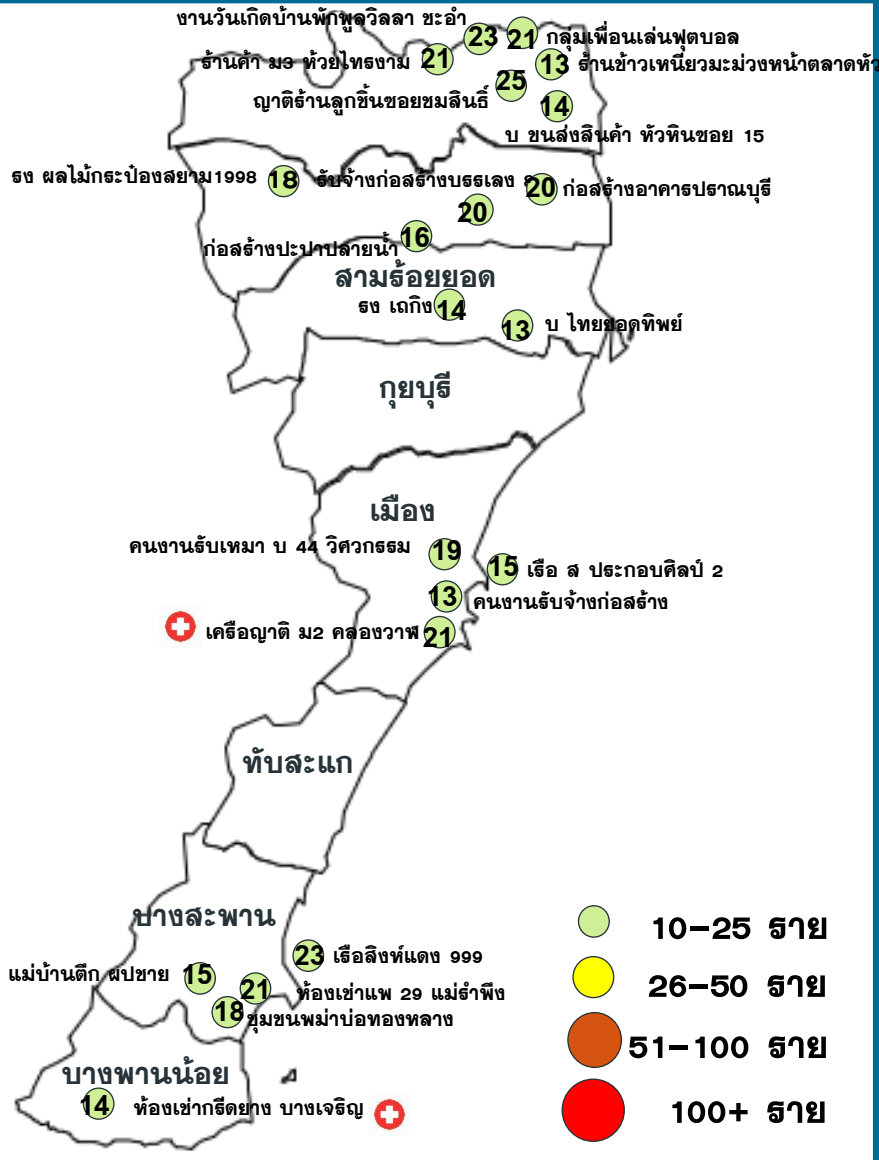 งานวันเกิดบ้านพักพูลวิลลา ชะอำ
23
21
กลุ่มเพื่อนเล่นฟุตบอล
ร้านค้า ม3 ห้วยไทรงาม
21
13
ร้านข้าวเหนียวมะม่วงหน้าตลาดหัว
25
ญาติร้านลูกชิ้นซอยชมสินธิ์
14
บ ขนส่งสินค้า หัวหินซอย 15
รง ผลไม้กระป๋องสยาม1998
18
รับจ้างก่อสร้างบรรเลง
20
ก่อสร้างอาคารปราณบุรี
20
16
ก่อสร้างปะปาปลายน้ำ
สามร้อยยอด
รง เถกิง
14
13
บ ไทยยอดทิพย์
กุยบุรี
เมือง
คนงานรับเหมา บ 44 วิศวกรรม
19
15
เรือ ส ประกอบศิลป์ 2
13
คนงานรับจ้างก่อสร้าง
เครือญาติ ม2 คลองวาฬ
21
ทับสะแก
บางสะพาน
23
เรือสิงห์แดง 999
แม่บ้านตึก ผปชาย
15
21
ห้องเช่าแพ 29 แม่รำพึง
18
ชุมชนพม่าบ่อทองหลาง
บางพานน้อย
14
ห้องเช่ากรีดยาง บางเจริญ
10-25 ราย
26-50 ราย
51-100 ราย
100+ ราย